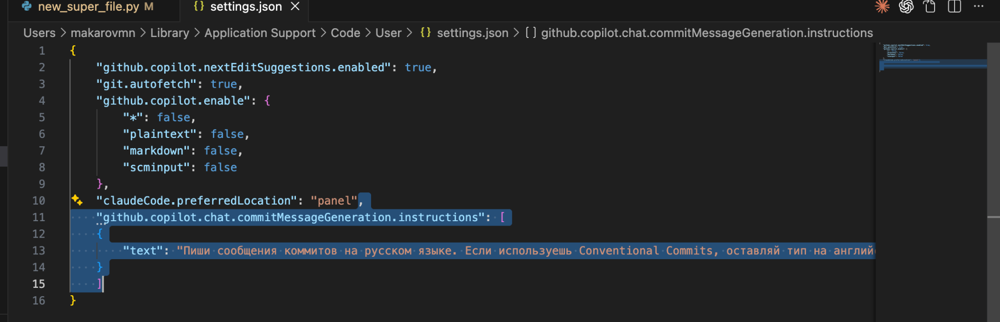 new_super_file.py M
{} settings.json ×
Users > makarovmn > Library > Application Support > Code > User > {} settings.json > [ ] github.copilot.chat.commitMessageGeneration.instructions
1 {
2 "github.copilot.nextEditSuggestions.enabled": true,
3 "git.autofetch": true,
4 "github.copilot.enable": {
5 "*": false,
6 "plaintext": false,
7 "markdown": false,
8 "scminput": false
9 },
10 "claudeCode.preferredLocation": "panel",
11 "github.copilot.chat.commitMessageGeneration.instructions": [
12 {
13 "text": "Пиши сообщения коммитов на русском языке. Если используешь Conventional Commits, оставляй тип на англий
14 }
15 ]
16 }